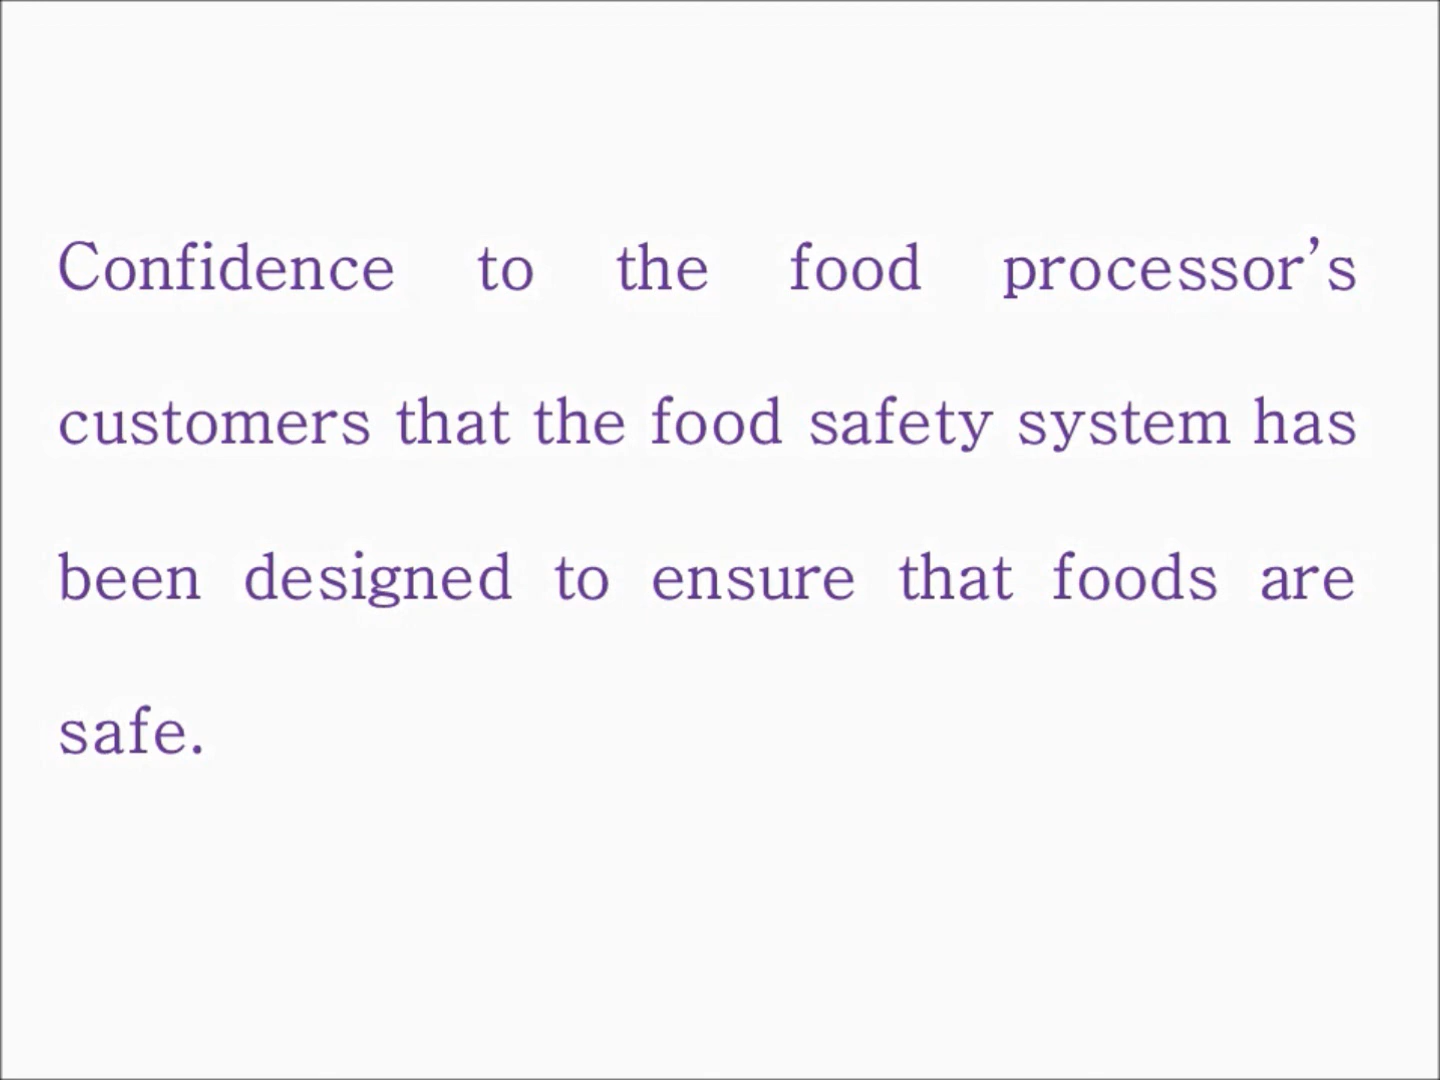 Confidence to the food processor’s
customers that the food safety system has
been designed to ensure that foods are
safe.